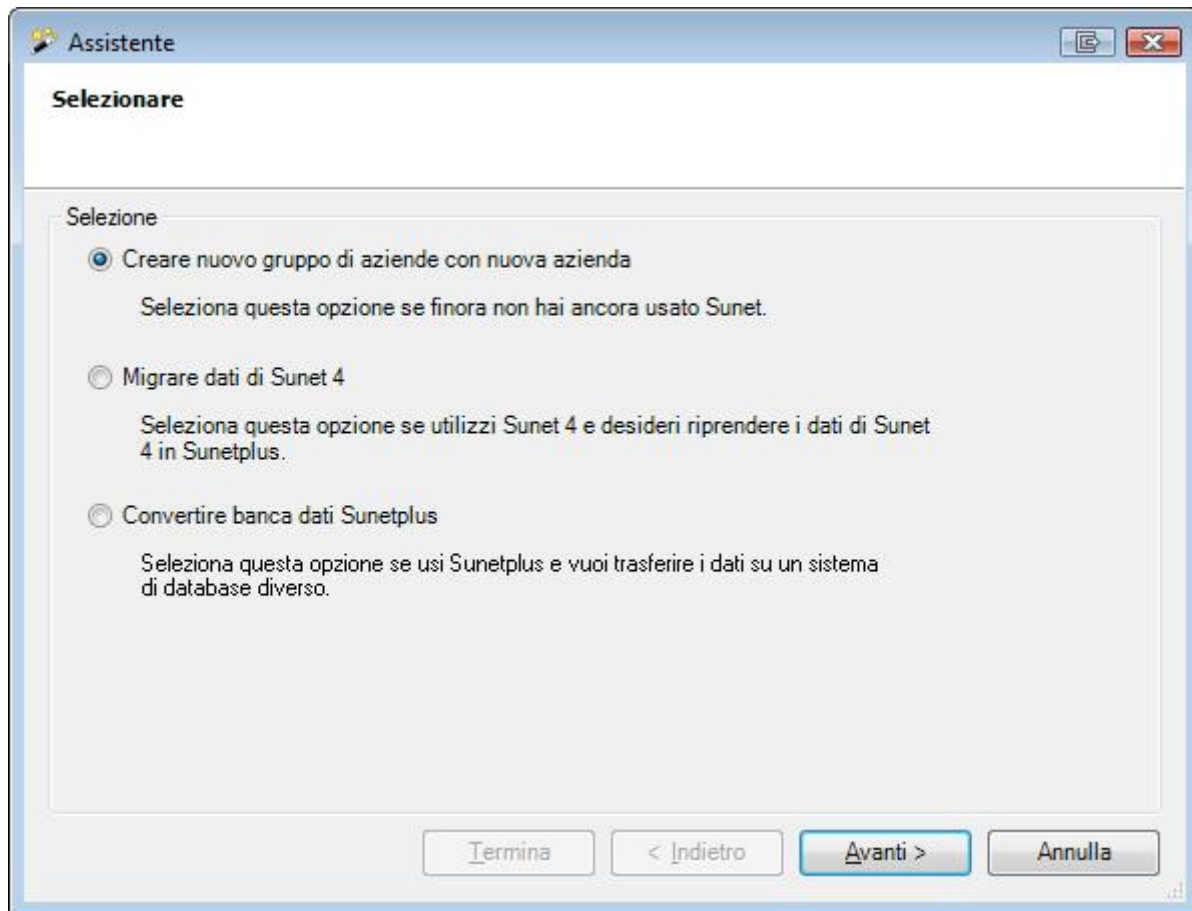 Assistente
Selezionare
Selezione
Creare nuovo gruppo di aziende con nuova azienda
Seleziona questa opzione se finora non hai ancora usato Sunet.
Migrare dati di Sunet 4
Seleziona questa opzione se utilizzi Sunet 4 e desideri riprendere i dati di Sunet
4 in Sunetplus.
Convertire banca dati Sunetplus
Seleziona questa opzione se usi Sunetplus e vuoi trasferire i dati su un sistema
di database diverso.
Termina
< Indietro
Avanti >
Annulla